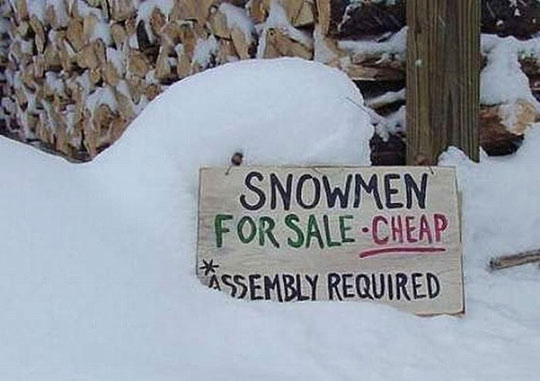 SNOWMEN
FOR SALE • CHEAP
*ASSEMBLY REQUIRED